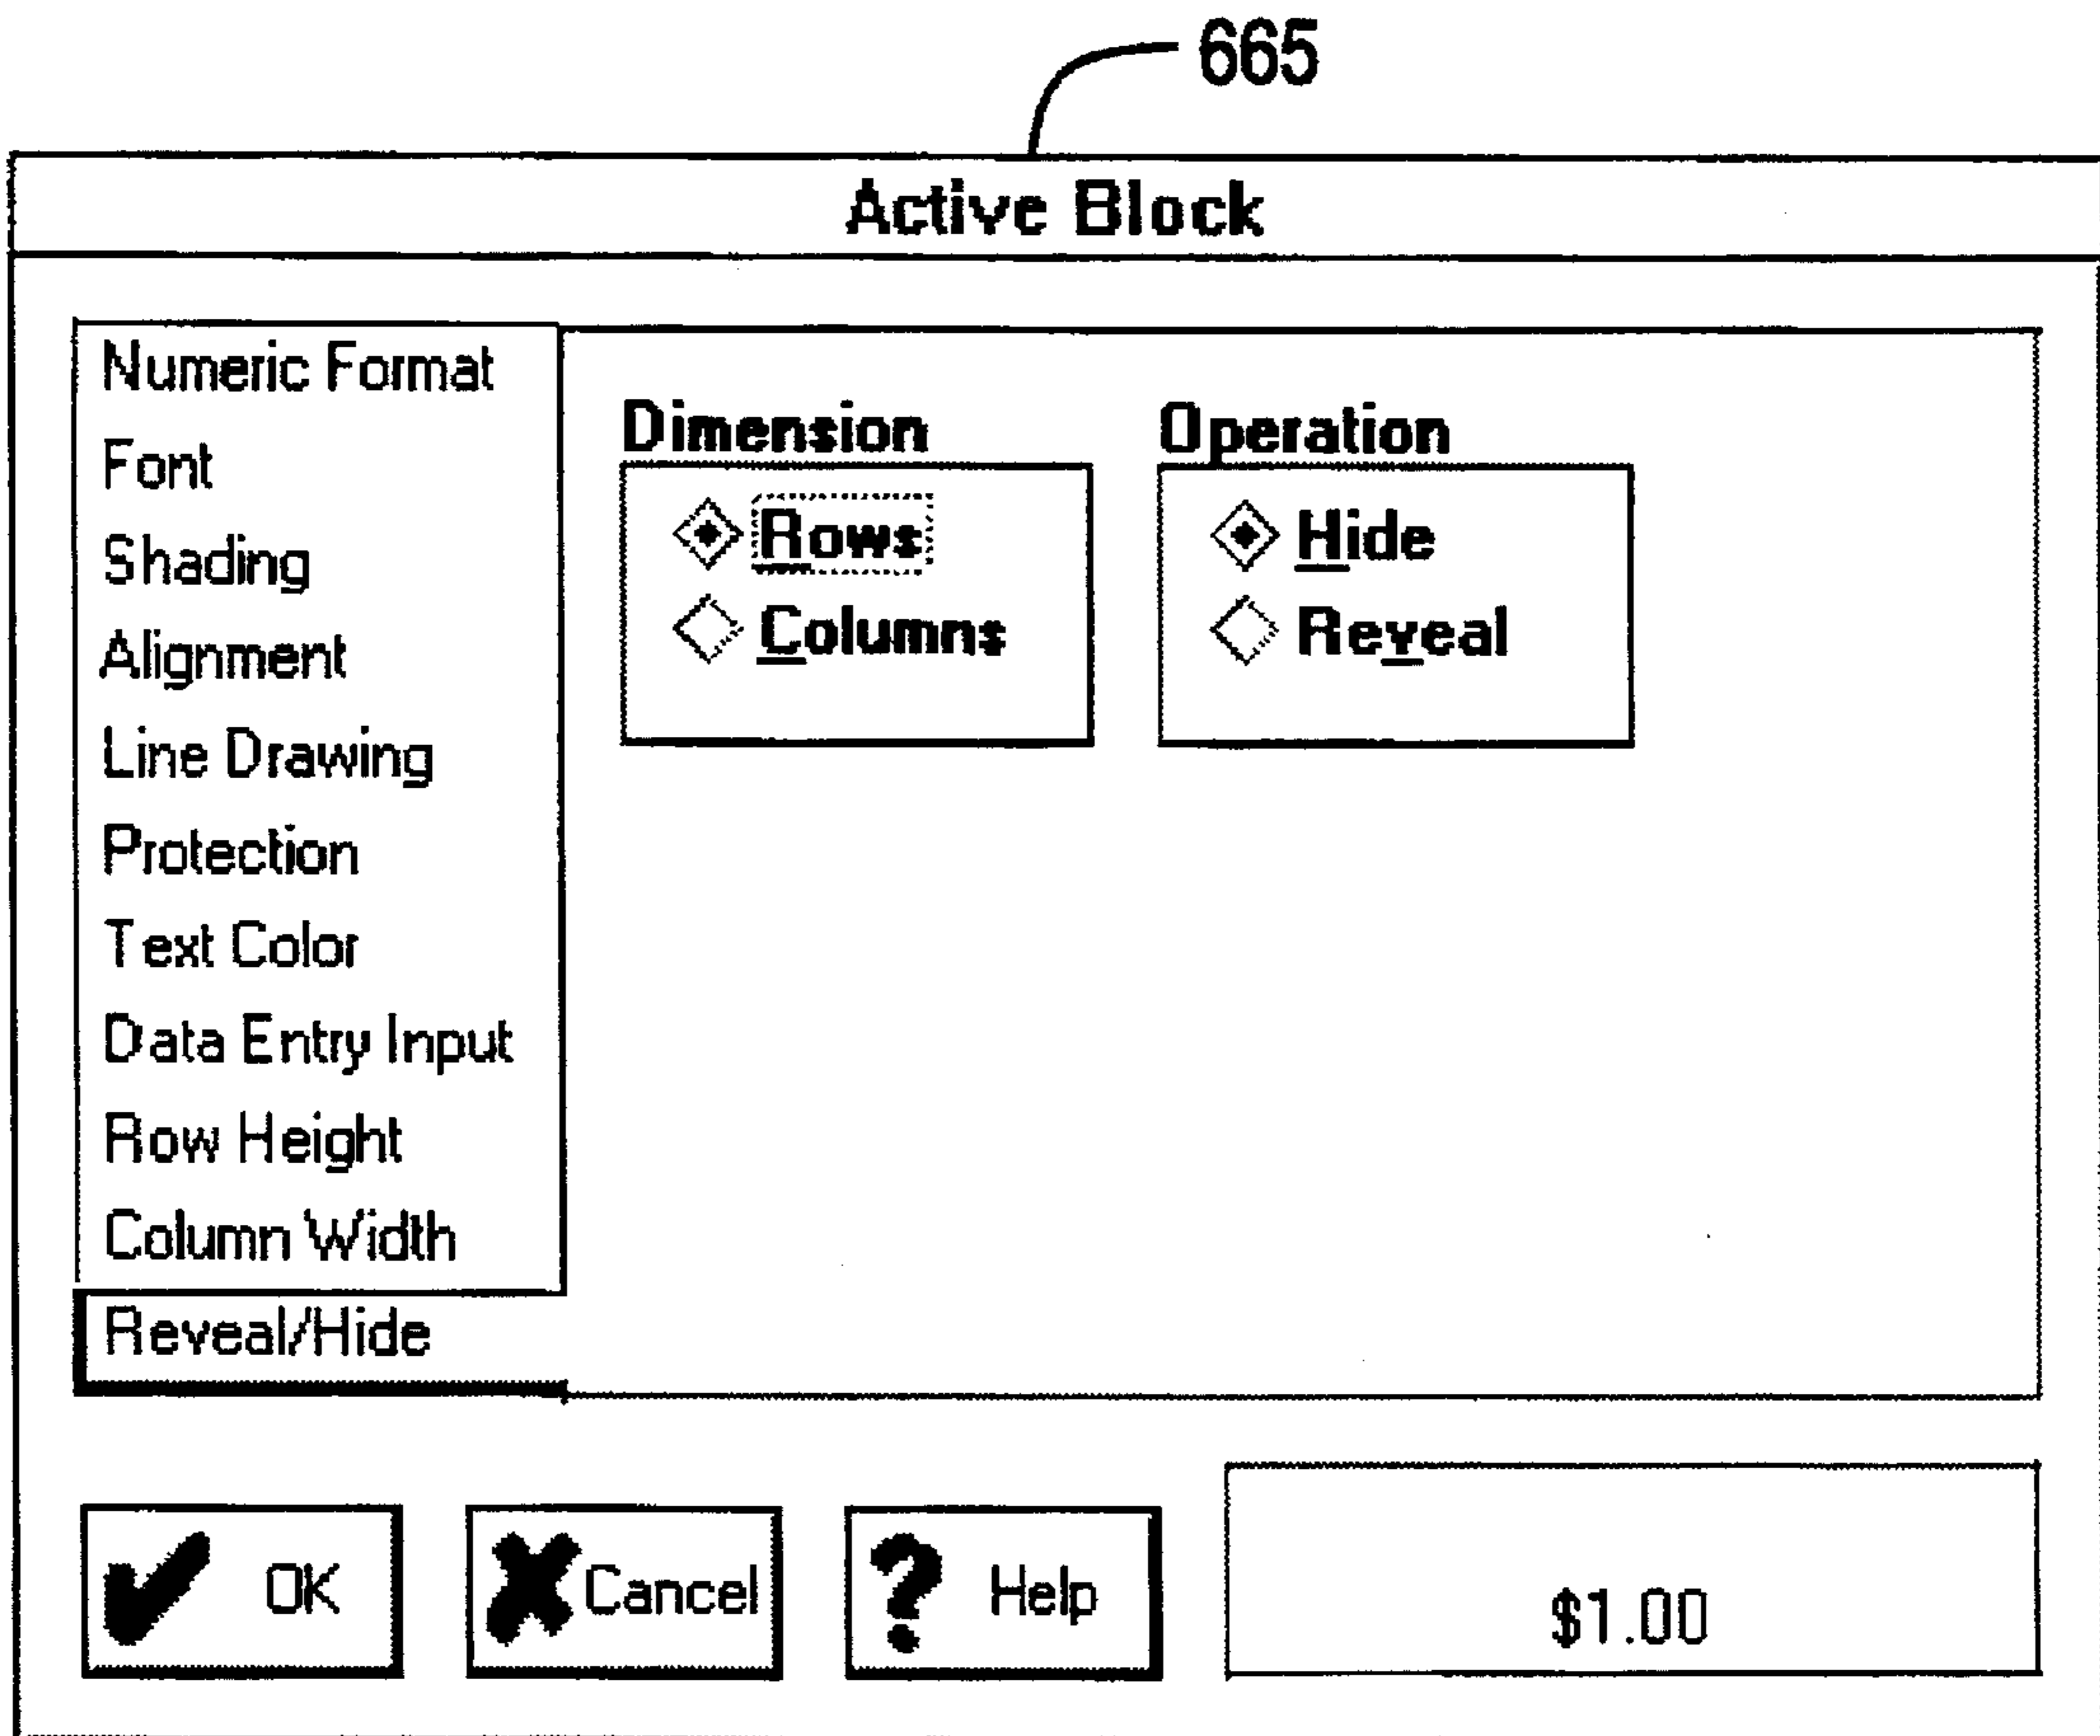 665
Active Block
Numeric Format
Font
Shading
Alignment
Line Drawing
Protection
Text Color
Data Entry Input
Row Height
Column Width
Reveal/Hide
Dimension
Rows
Columns
Operation
Hide
Reveal
OK
Cancel
? Help
$1.00